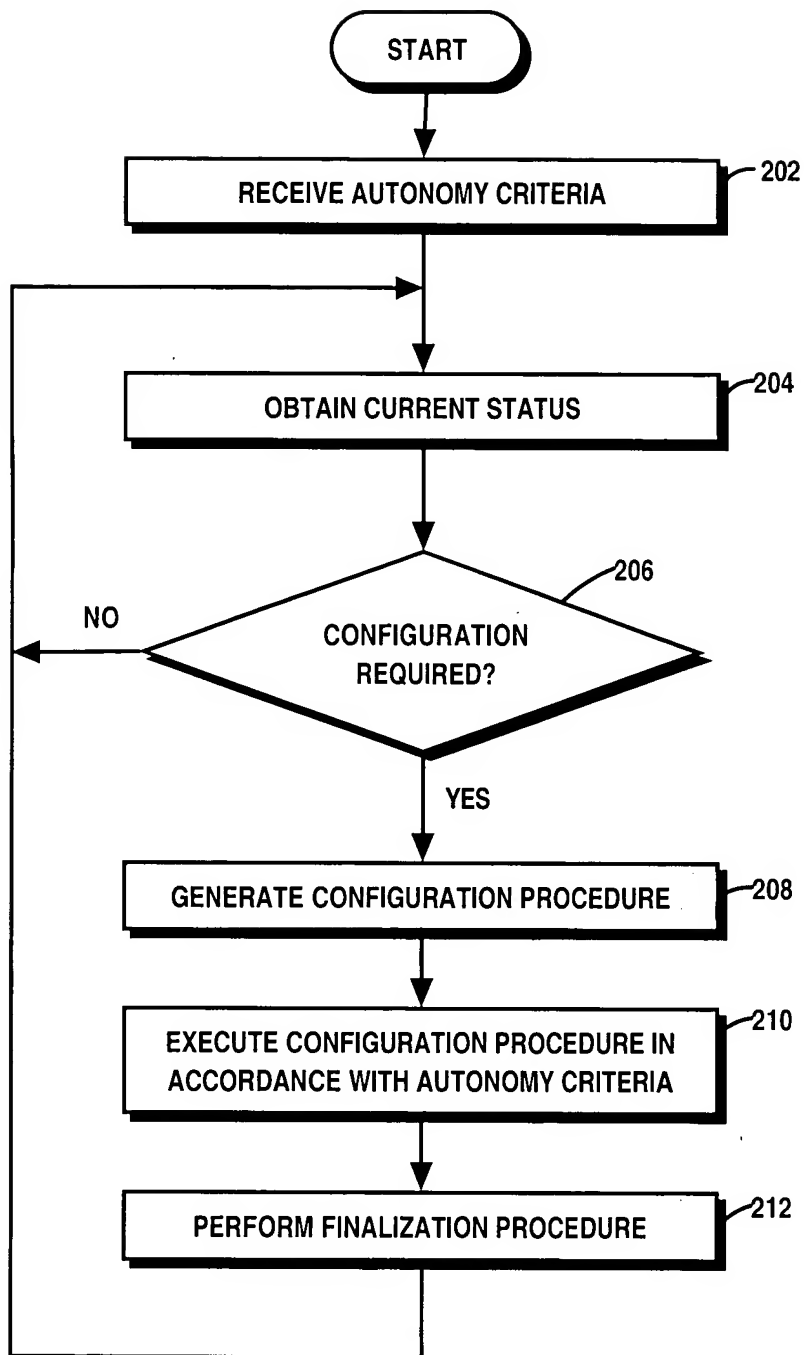 START
RECEIVE AUTONOMY CRITERIA
202
OBTAIN CURRENT STATUS
204
206
NO
CONFIGURATION
REQUIRED?
YES
GENERATE CONFIGURATION PROCEDURE
208
EXECUTE CONFIGURATION PROCEDURE IN
ACCORDANCE WITH AUTONOMY CRITERIA
210
PERFORM FINALIZATION PROCEDURE
212